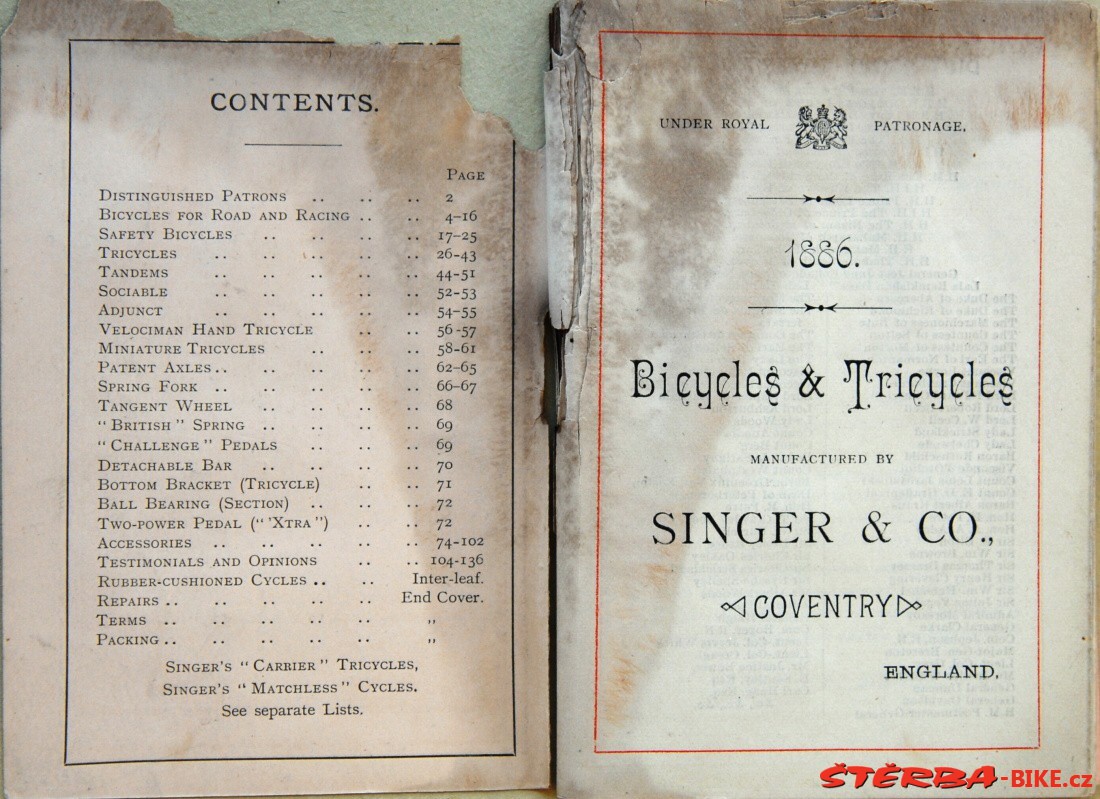 CONTENTS.
PAGE
DISTINGUISHED PATRONS .. .. .. 2
BICYCLES FOR ROAD AND RACING .. .. 4–16
SAFETY BICYCLES .. .. .. .. 17–25
TRICYCLES .. .. .. .. .. 26-43
TANDEMS .. .. .. .. .. 44-51
SOCIABLE .. .. .. .. .. 52-53
ADJUNCT .. .. .. .. .. 54–55
VELOCIMAN HAND TRICYCLE .. .. 56-57
MINIATURE TRICYCLES .. .. .. 58-61
PATENT AXLES .. .. .. .. .. 62–65
SPRING FORK .. .. .. .. .. 66–67
TANGENT WHEEL .. .. .. .. 68
"BRITISH" SPRING .. .. .. .. 69
"CHALLENGE" PEDALS .. .. .. 69
DETACHABLE BAR .. .. .. .. 70
BOTTOM BRACKET (TRICYCLE) .. .. 71
BALL BEARING (SECTION) .. .. .. 72
TWO-POWER PEDAL ("'XTRA") .. .. 72
ACCESSORIES .. .. .. .. .. 74-102
TESTIMONIALS AND OPINIONS .. .. 104-136
RUBBER-CUSHIONED CYCLES .. .. Inter-leaf.
REPAIRS .. .. .. .. .. End Cover.
TERMS .. .. .. .. .. .. "
PACKING .. .. .. .. .. .. "
SINGER'S "CARRIER" TRICYCLES,
SINGER'S "MATCHLESS" CYCLES.
See separate Lists.
UNDER ROYAL PATRONAGE.
1886.
Bicycles & Tricycles
MANUFACTURED BY
SINGER & CO.,
COVENTRY
ENGLAND.
ŠTĚRBA-BIKE.cz